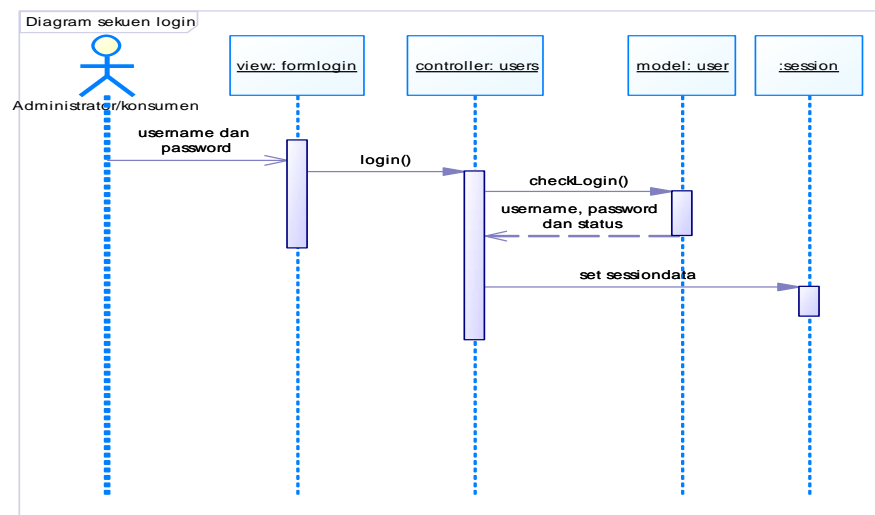 Diagram sekuen login
view: formlogin
controller: users
model: user
:session
Administrator/konsumen
username dan
password
login()
checkLogin()
username, password
dan status
set sessiondata